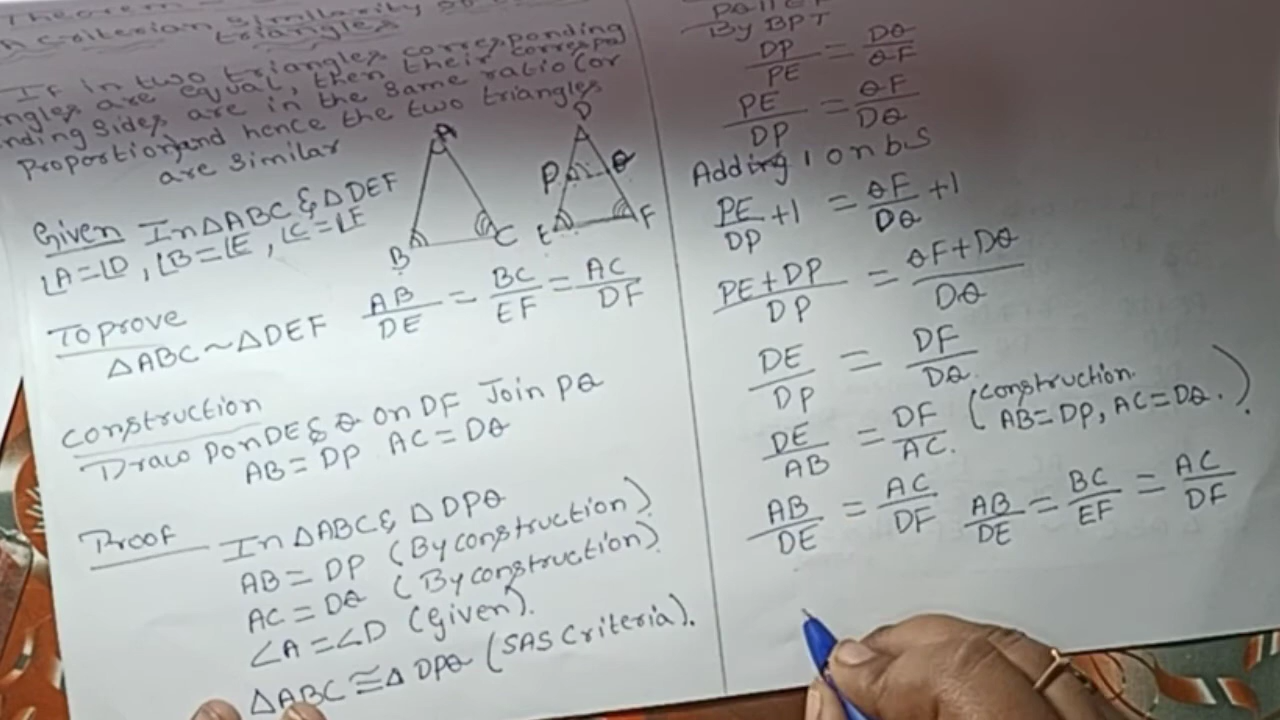 Theorem
Criterian similarity
triangles
If in two triangles corresponding
ngles are equal, then their correspo
nding sides are in the same ratio (or
proportion) and hence the two triangles
are similar
A
B
C
D
P
Q
E
F
Given In △ABC & △DEF
∠A=∠D, ∠B=∠E, ∠C=∠F
To prove
△ABC ~ △DEF AB/DE = BC/EF = AC/DF
Construction
Draw P on DE & Q on DF Join PQ
AB = DP AC = DQ
Proof In △ABC & △DPQ
AB = DP (By construction)
AC = DQ (By construction)
∠A = ∠D (Given).
△ABC ≅ △DPQ (SAS Criteria).
By BPT
DP/PE = DQ/QF
PE/DP = QF/DQ
Adding 1 on bS
PE/DP +1 = QF/DQ +1
PE+DP/DP = QF+DQ/DQ
DE/DP = DF/DQ
DE/AB = DF/AC. (construction. AB=DP, AC=DQ.).
AB/DE = AC/DF AB/DE = BC/EF = AC/DF